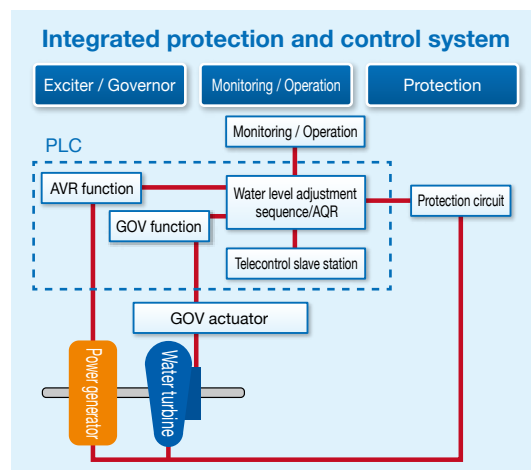 Integrated protection and control system
Exciter / Governor
Monitoring / Operation
Protection
Monitoring / Operation
PLC
AVR function
Water level adjustment
sequence/AQR
Protection circuit
GOV function
Telecontrol slave station
GOV actuator
Power generator
Water turbine